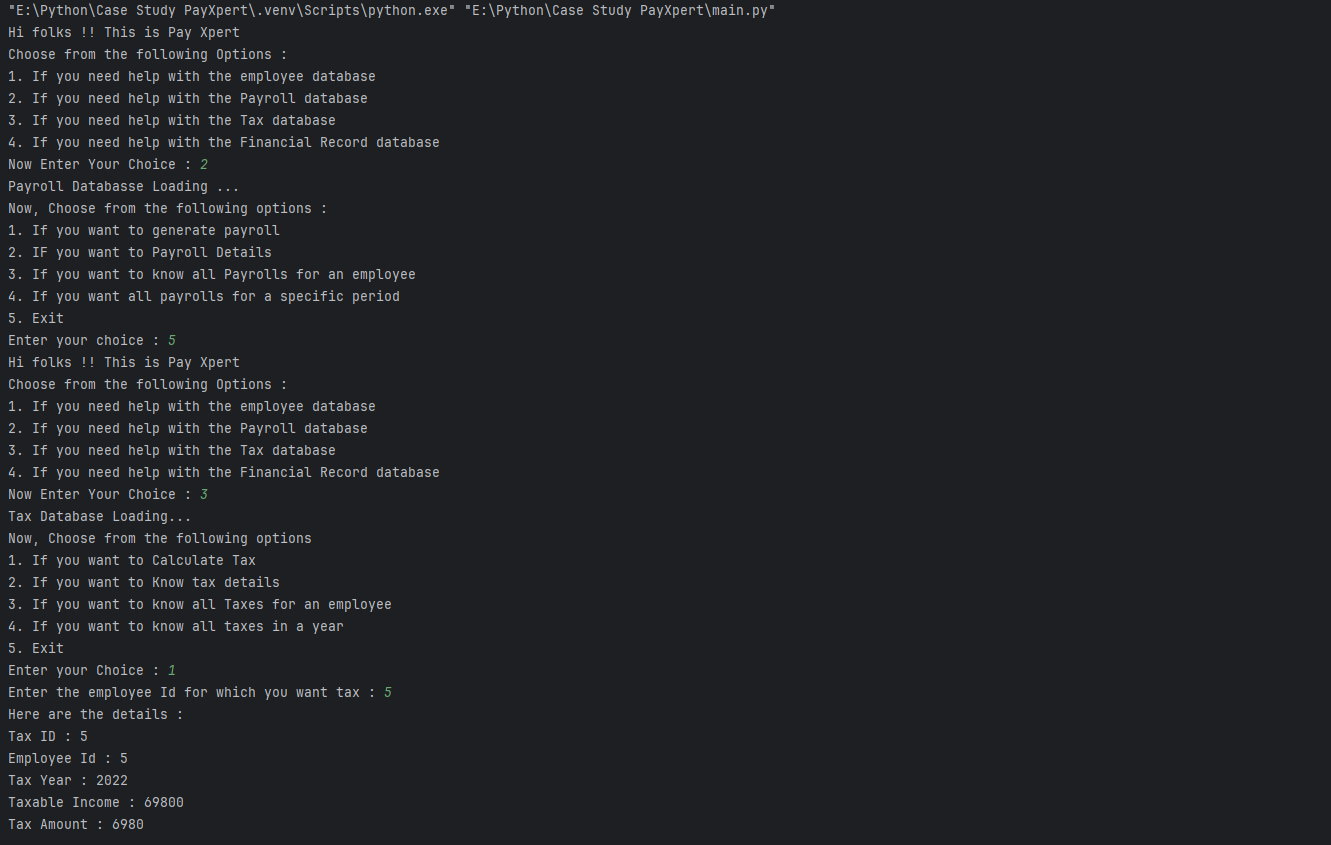 "E:\Python\Case Study PayXpert\.venv\Scripts\python.exe" "E:\Python\Case Study PayXpert\main.py"
Hi folks !! This is Pay Xpert
Choose from the following Options :
1. If you need help with the employee database
2. If you need help with the Payroll database
3. If you need help with the Tax database
4. If you need help with the Financial Record database
Now Enter Your Choice : 2
Payroll Databasse Loading ...
Now, Choose from the following options :
1. If you want to generate payroll
2. IF you want to Payroll Details
3. If you want to know all Payrolls for an employee
4. If you want all payrolls for a specific period
5. Exit
Enter your choice : 5
Hi folks !! This is Pay Xpert
Choose from the following Options :
1. If you need help with the employee database
2. If you need help with the Payroll database
3. If you need help with the Tax database
4. If you need help with the Financial Record database
Now Enter Your Choice : 3
Tax Database Loading...
Now, Choose from the following options
1. If you want to Calculate Tax
2. If you want to Know tax details
3. If you want to know all Taxes for an employee
4. If you want to know all taxes in a year
5. Exit
Enter your Choice : 1
Enter the employee Id for which you want tax : 5
Here are the details :
Tax ID : 5
Employee Id : 5
Tax Year : 2022
Taxable Income : 69800
Tax Amount : 6980